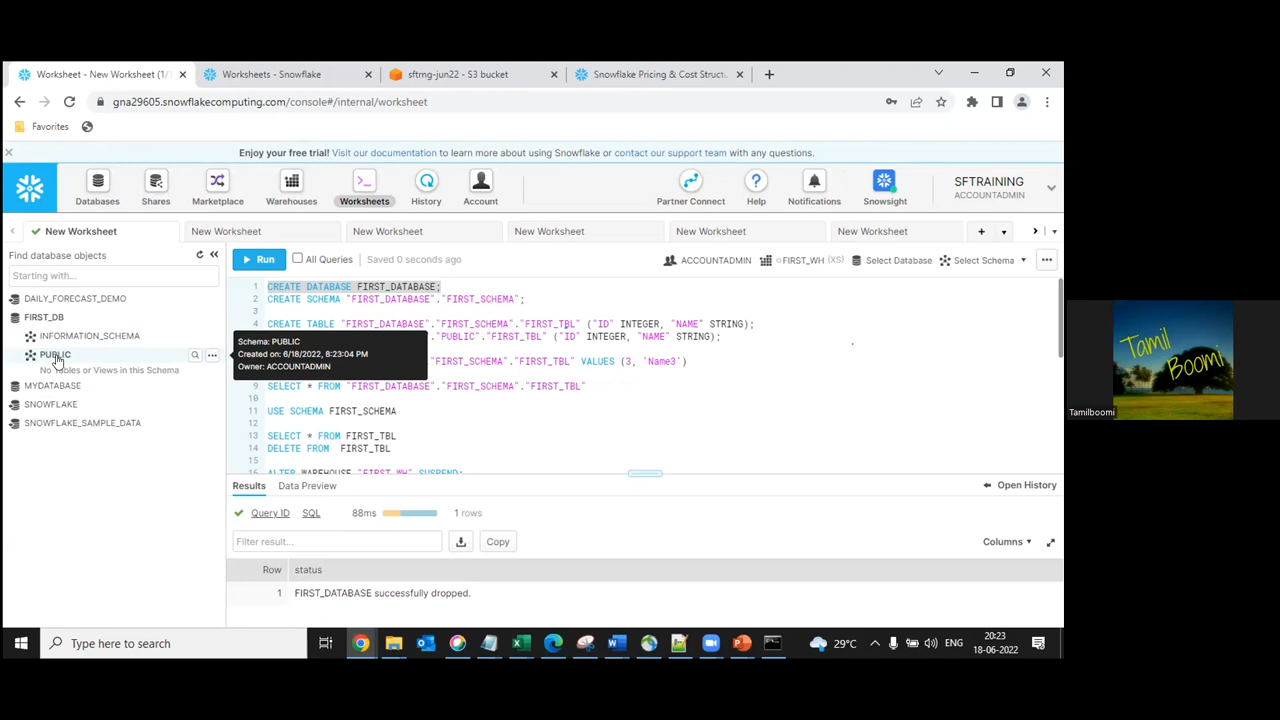 Worksheet - New Worksheet (1/
Worksheets - Snowflake
sftrng-jun22 - S3 bucket
Snowflake Pricing & Cost Struct
gna29605.snowflakecomputing.com/console#/internal/worksheet
Favorites
Enjoy your free trial! Visit our documentation to learn more about using Snowflake or contact our support team with any questions.
Databases
Shares
Marketplace
Warehouses
Worksheets
History
Account
Partner Connect
Help
Notifications
Snowsight
SFTRAINING
ACCOUNTADMIN
New Worksheet
New Worksheet
New Worksheet
New Worksheet
New Worksheet
New Worksheet
Find database objects
Starting with...
DAILY_FORECAST_DEMO
FIRST_DB
INFORMATION_SCHEMA
PUBLIC
No Tables or Views in this Schema
MYDATABASE
SNOWFLAKE
SNOWFLAKE_SAMPLE_DATA
Schema: PUBLIC
Created on: 6/18/2022, 8:23:04 PM
Owner: ACCOUNTADMIN
Run
All Queries
Saved 0 seconds ago
ACCOUNTADMIN
FIRST_WH (XS)
Select Database
Select Schema
1 CREATE DATABASE FIRST_DATABASE;
2 CREATE SCHEMA "FIRST_DATABASE"."FIRST_SCHEMA";
3
4 CREATE TABLE "FIRST_DATABASE"."FIRST_SCHEMA"."FIRST_TBL" ("ID" INTEGER, "NAME" STRING);
."PUBLIC"."FIRST_TBL" ("ID" INTEGER, "NAME" STRING);
"FIRST_SCHEMA"."FIRST_TBL" VALUES (3, 'Name3')
9 SELECT * FROM "FIRST_DATABASE"."FIRST_SCHEMA"."FIRST_TBL"
10
11 USE SCHEMA FIRST_SCHEMA
12
13 SELECT * FROM FIRST_TBL
14 DELETE FROM FIRST_TBL
15
16 ALTER WAREHOUSE "FIRST_WH" SUSPEND;
Results
Data Preview
Open History
Query ID
SQL
88ms
1 rows
Filter result...
Copy
Columns
Row status
1 FIRST_DATABASE successfully dropped.
Type here to search
29°C
ENG
20:23
18-06-2022
Tamil
Boomi
Tamilboomi